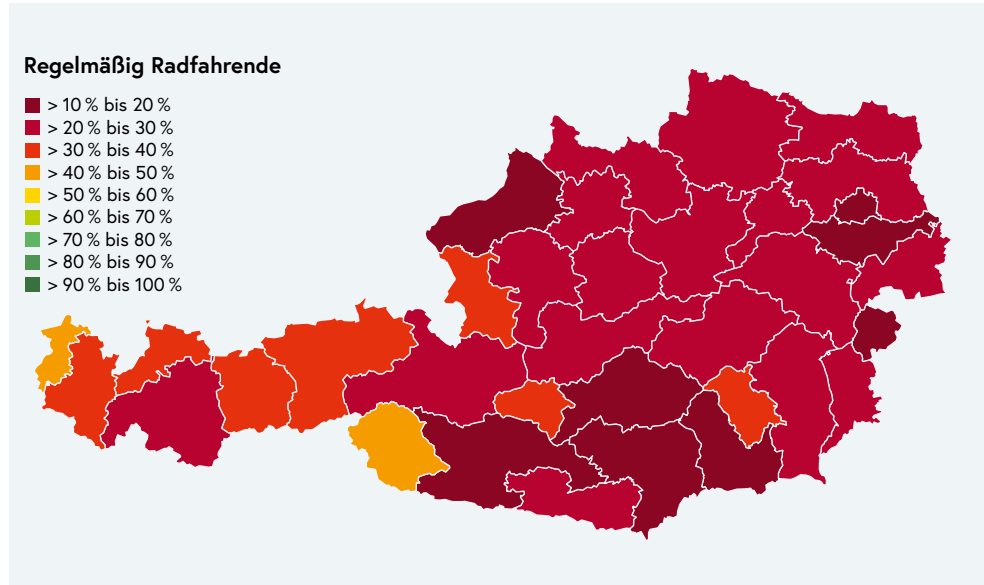 Regelmäßig Radfahrende
> 10 % bis 20 %
> 20 % bis 30 %
> 30 % bis 40 %
> 40 % bis 50 %
> 50 % bis 60 %
> 60 % bis 70 %
> 70 % bis 80 %
> 80 % bis 90 %
> 90 % bis 100 %